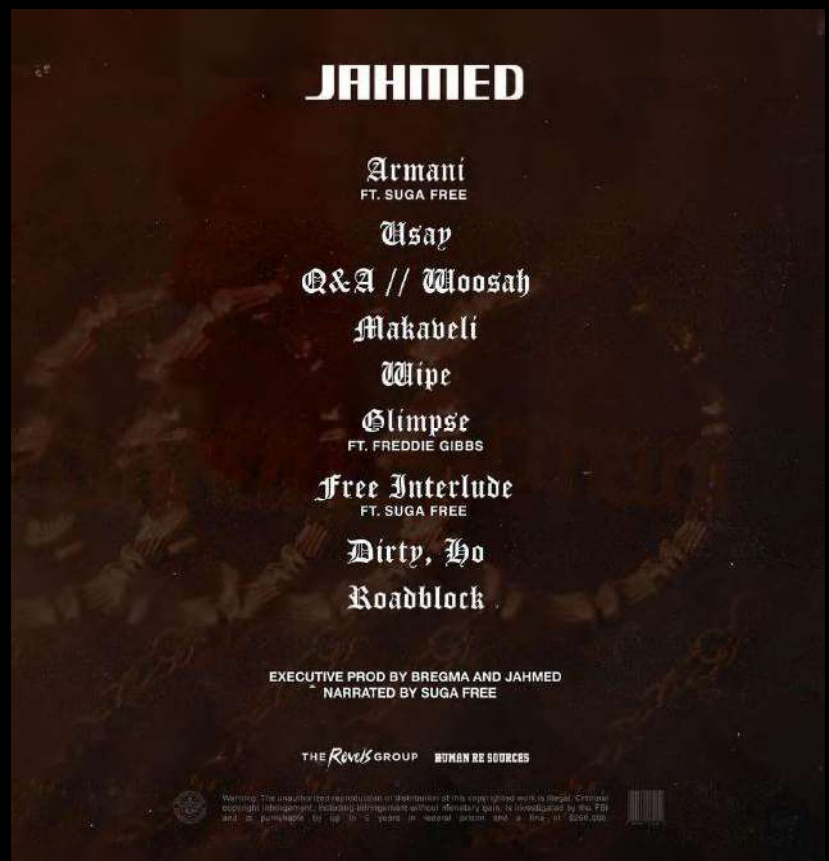 JAHMED
Armani
FT. SUGA FREE
Usay
Q&A // Woosah
Makaveli
Wipe
Glimpse
FT. FREDDIE GIBBS
Free Interlude
FT. SUGA FREE
Dirty, Ho
Roadblock
EXECUTIVE PROD BY BREGMA AND JAHMED
NARRATED BY SUGA FREE
THE Revels GROUP HUMAN RE SOURCES
Warning: The unauthorized reproduction or distribution of this copyrighted work is illegal. Criminal
copyright infringement, including infringement without monetary gain, is investigated by the FBI
and is punishable by up to 5 years in federal prison and a fine of $250,000.